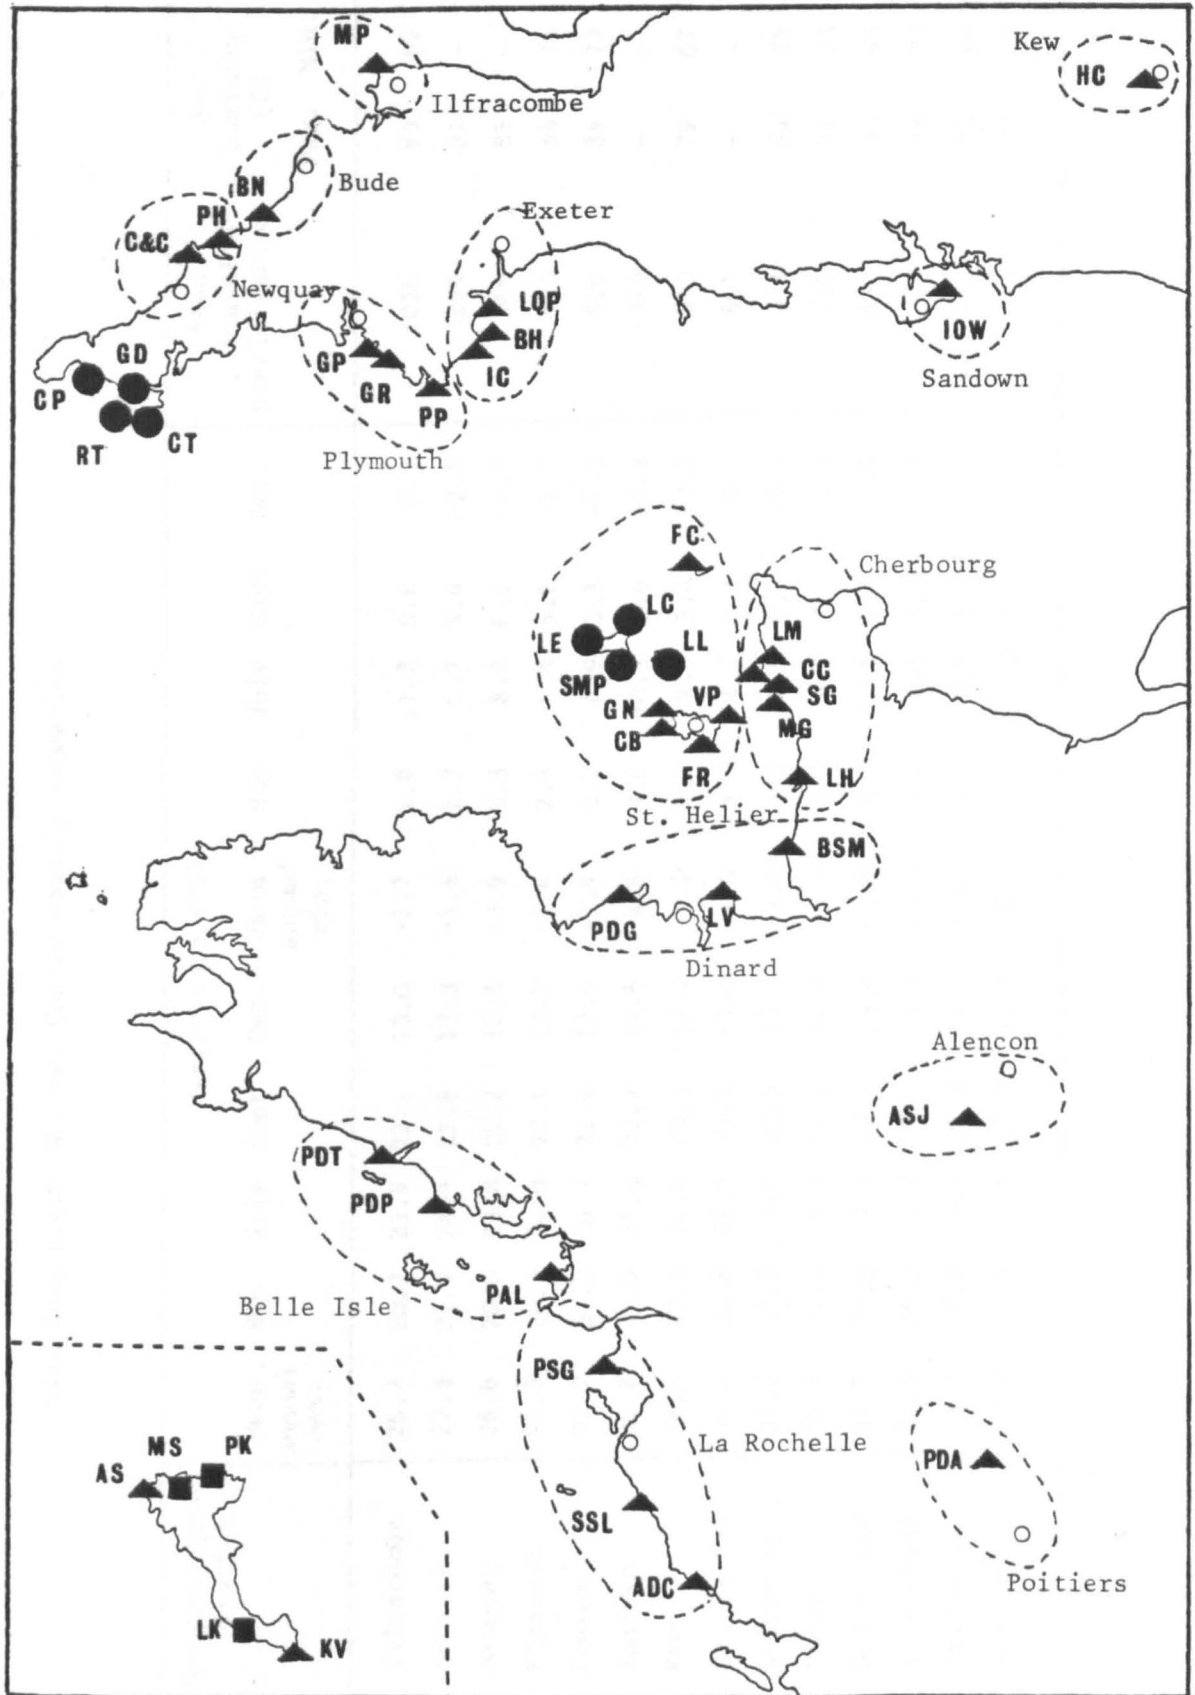 MP
Kew
HC
Ilfracombe
BN
Bude
PH
Exeter
C&C
Newquay
LQP
GD
BH
IOW
GP
CP
GR
IC
Sandown
PP
CT
RT
Plymouth
FC
Cherbourg
LC
LM
LE
LL
CC
SMP
SG
VP
GN
MG
CB
FR
LH
St. Helier
BSM
LV
PDG
Dinard
Alencon
ASJ
PDT
PDP
PAL
Belle Isle
PSG
MS
PK
La Rochelle
AS
PDA
SSL
ADC
Poitiers
LK
KV